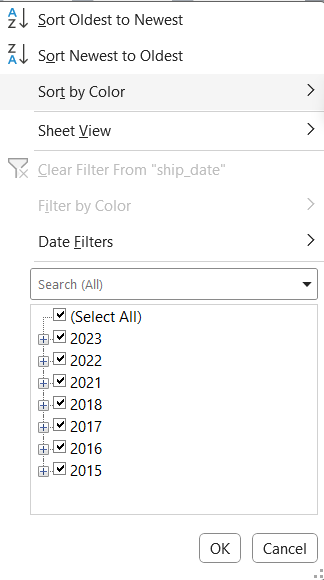 Sort Oldest to Newest
Sort Newest to Oldest
Sort by Color
Sheet View
Clear Filter From "ship_date"
Filter by Color
Date Filters
Search (All)
(Select All)
2023
2022
2021
2018
2017
2016
2015
OK Cancel